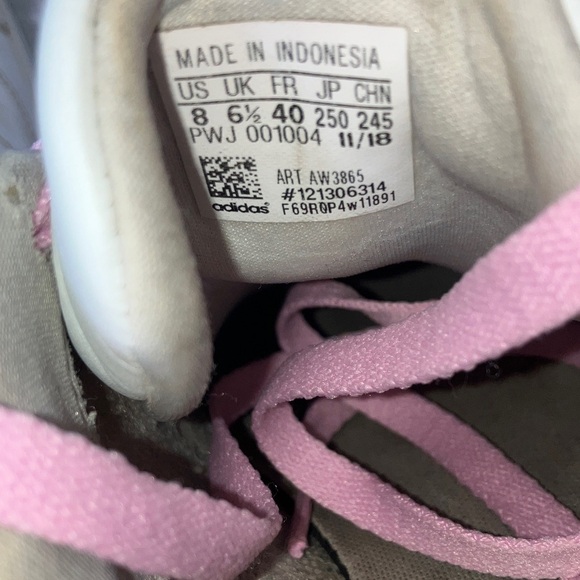 MADE IN INDONESIA
US UK FR JP CHN
8 6½ 40 250 245
PWJ 001004 11/18
ART AW3865
#121306314
adidas F69R0P4w11891